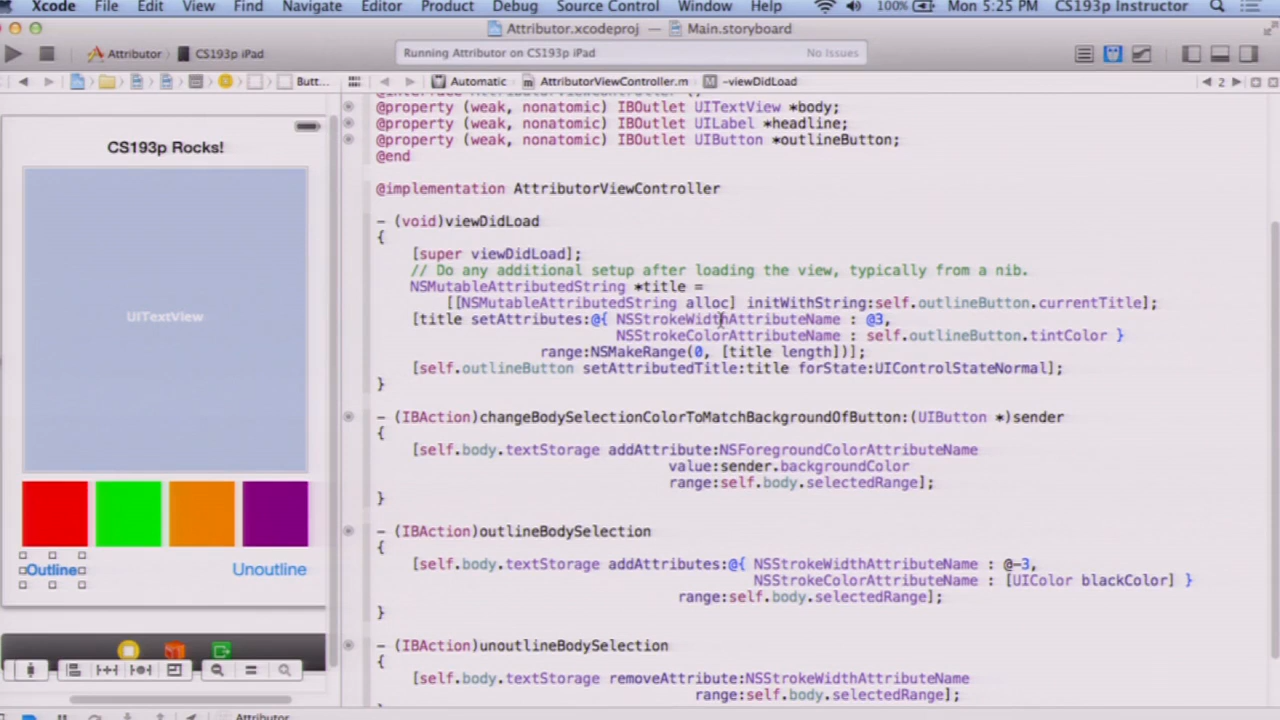 Xcode File Edit View Find Navigate Editor Product Debug Source Control Window Help 100% Mon 5:25 PM CS193p Instructor
Attributor.xcodeproj — Main.storyboard
Attributor CS193p iPad Running Attributor on CS193p iPad No Issues
Butt... Automatic AttributorViewController.m -viewDidLoad 2
@property (weak, nonatomic) IBOutlet UITextView *body;
@property (weak, nonatomic) IBOutlet UILabel *headline;
@property (weak, nonatomic) IBOutlet UIButton *outlineButton;
@end
@implementation AttributorViewController
- (void)viewDidLoad
{
[super viewDidLoad];
// Do any additional setup after loading the view, typically from a nib.
NSMutableAttributedString *title =
[[NSMutableAttributedString alloc] initWithString:self.outlineButton.currentTitle];
[title setAttributes:@{ NSStrokeWidthAttributeName : @3,
NSStrokeColorAttributeName : self.outlineButton.tintColor }
range:NSMakeRange(0, [title length])];
[self.outlineButton setAttributedTitle:title forState:UIControlStateNormal];
}
- (IBAction)changeBodySelectionColorToMatchBackgroundOfButton:(UIButton *)sender
{
[self.body.textStorage addAttribute:NSForegroundColorAttributeName
value:sender.backgroundColor
range:self.body.selectedRange];
}
- (IBAction)outlineBodySelection
{
[self.body.textStorage addAttributes:@{ NSStrokeWidthAttributeName : @-3,
NSStrokeColorAttributeName : [UIColor blackColor] }
range:self.body.selectedRange];
}
- (IBAction)unoutlineBodySelection
{
[self.body.textStorage removeAttribute:NSStrokeWidthAttributeName
range:self.body.selectedRange];
CS193p Rocks!
UITextView
Outline Unoutline
Attributor